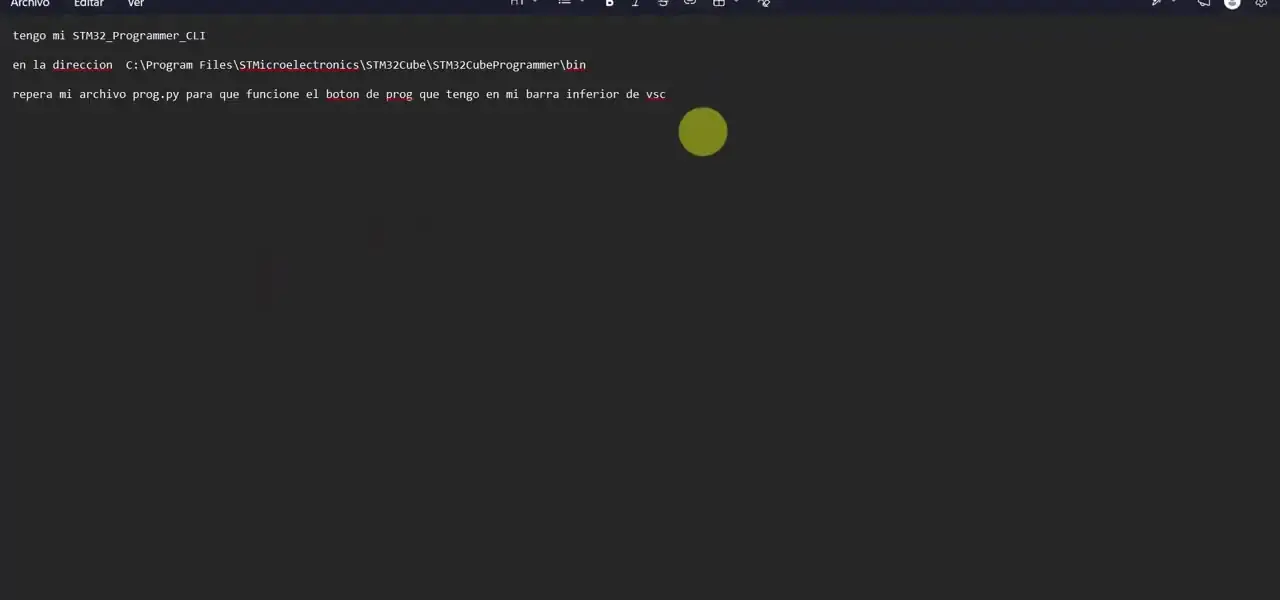 Archivo Editar Ver H1 B I
tengo mi STM32_Programmer_CLI
en la direccion C:\Program Files\STMicroelectronics\STM32Cube\STM32CubeProgrammer\bin
repera mi archivo prog.py para que funcione el boton de prog que tengo en mi barra inferior de vsc